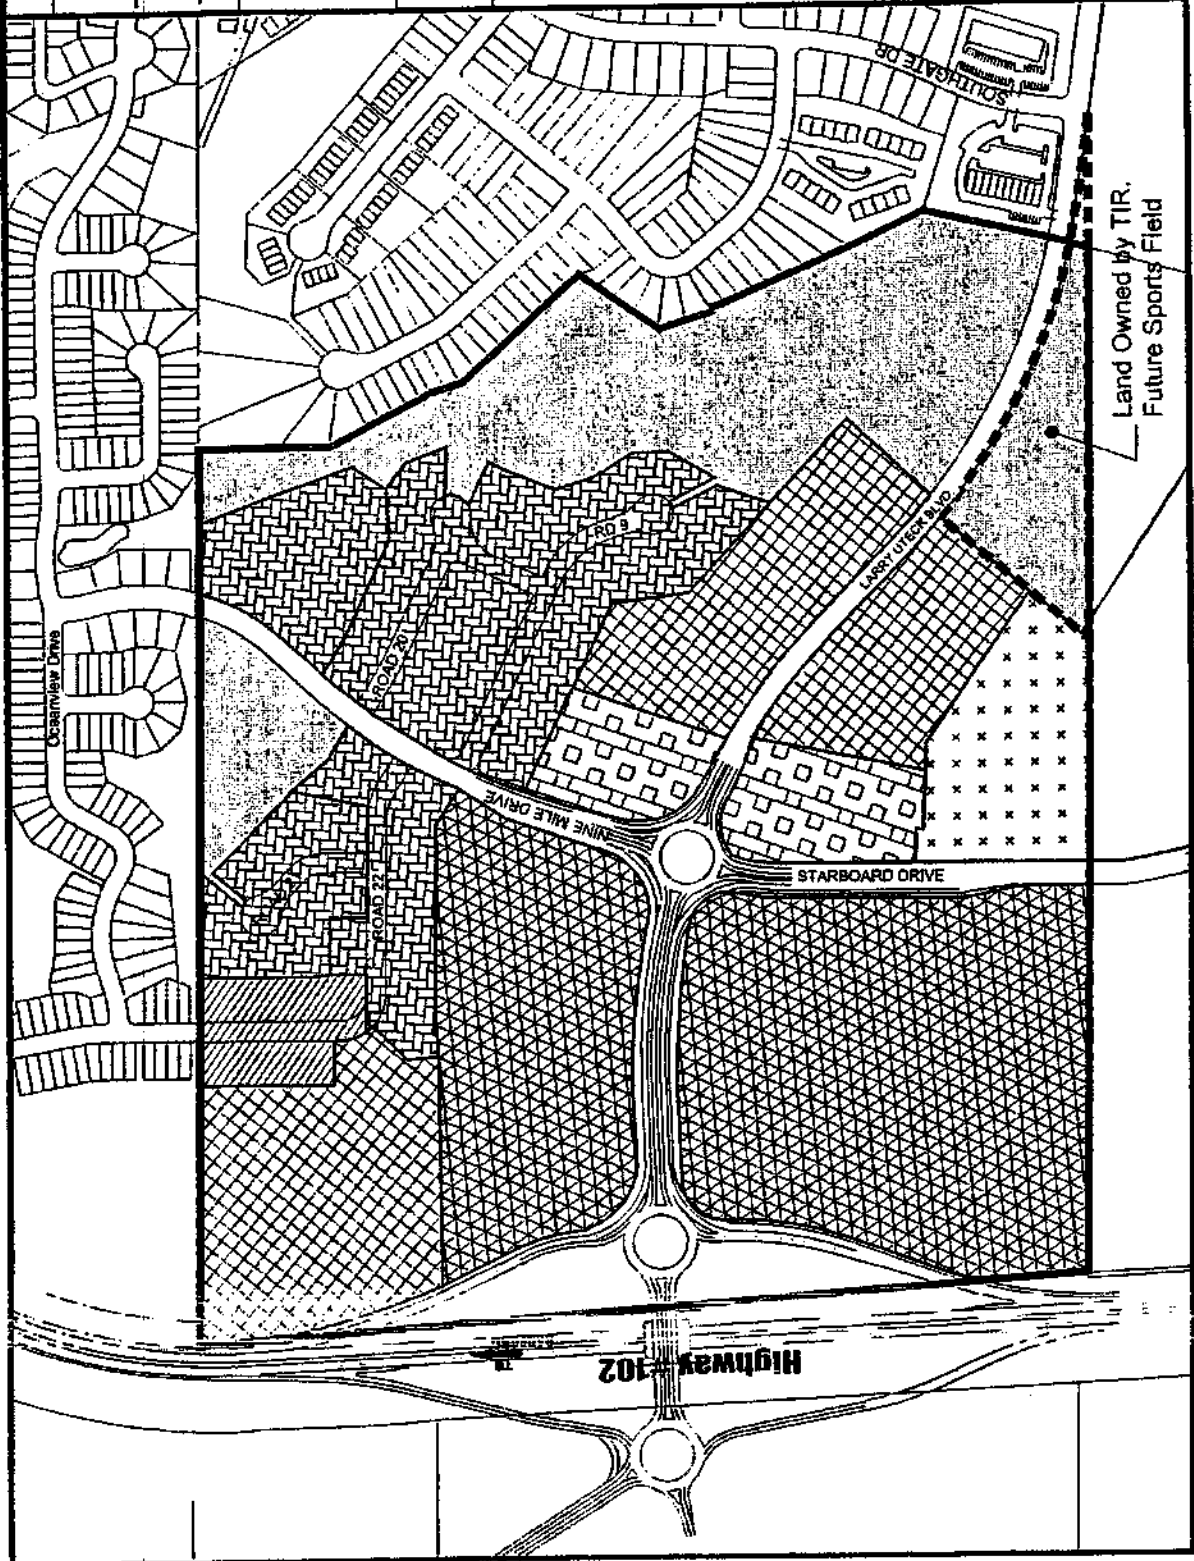 SOUTHGATE DR
Land Owned by TIR.
Future Sports Field
RD 9
LARRY UTECK BLVD
Oceanview Drive
ROAD 20
NINE MILE DRIVE
STARBOARD DRIVE
ROAD 22
Highway 102